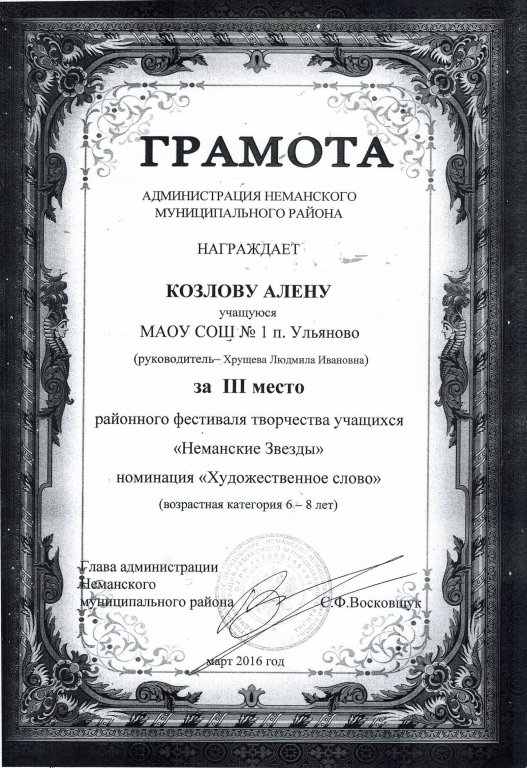 ГРАМОТА
АДМИНИСТРАЦИЯ НЕМАНСКОГО
МУНИЦИПАЛЬНОГО РАЙОНА
НАГРАЖДАЕТ
КОЗЛОВУ АЛЕНУ
учащуюся
МАОУ СОШ № 1 п. Ульяново
(руководитель– Хрущева Людмила Ивановна)
за III место
районного фестиваля творчества учащихся
«Неманские Звезды»
номинация «Художественное слово»
(возрастная категория 6 – 8 лет)
Глава администрации
Неманского
муниципального района С.Ф.Восковщук
март 2016 год